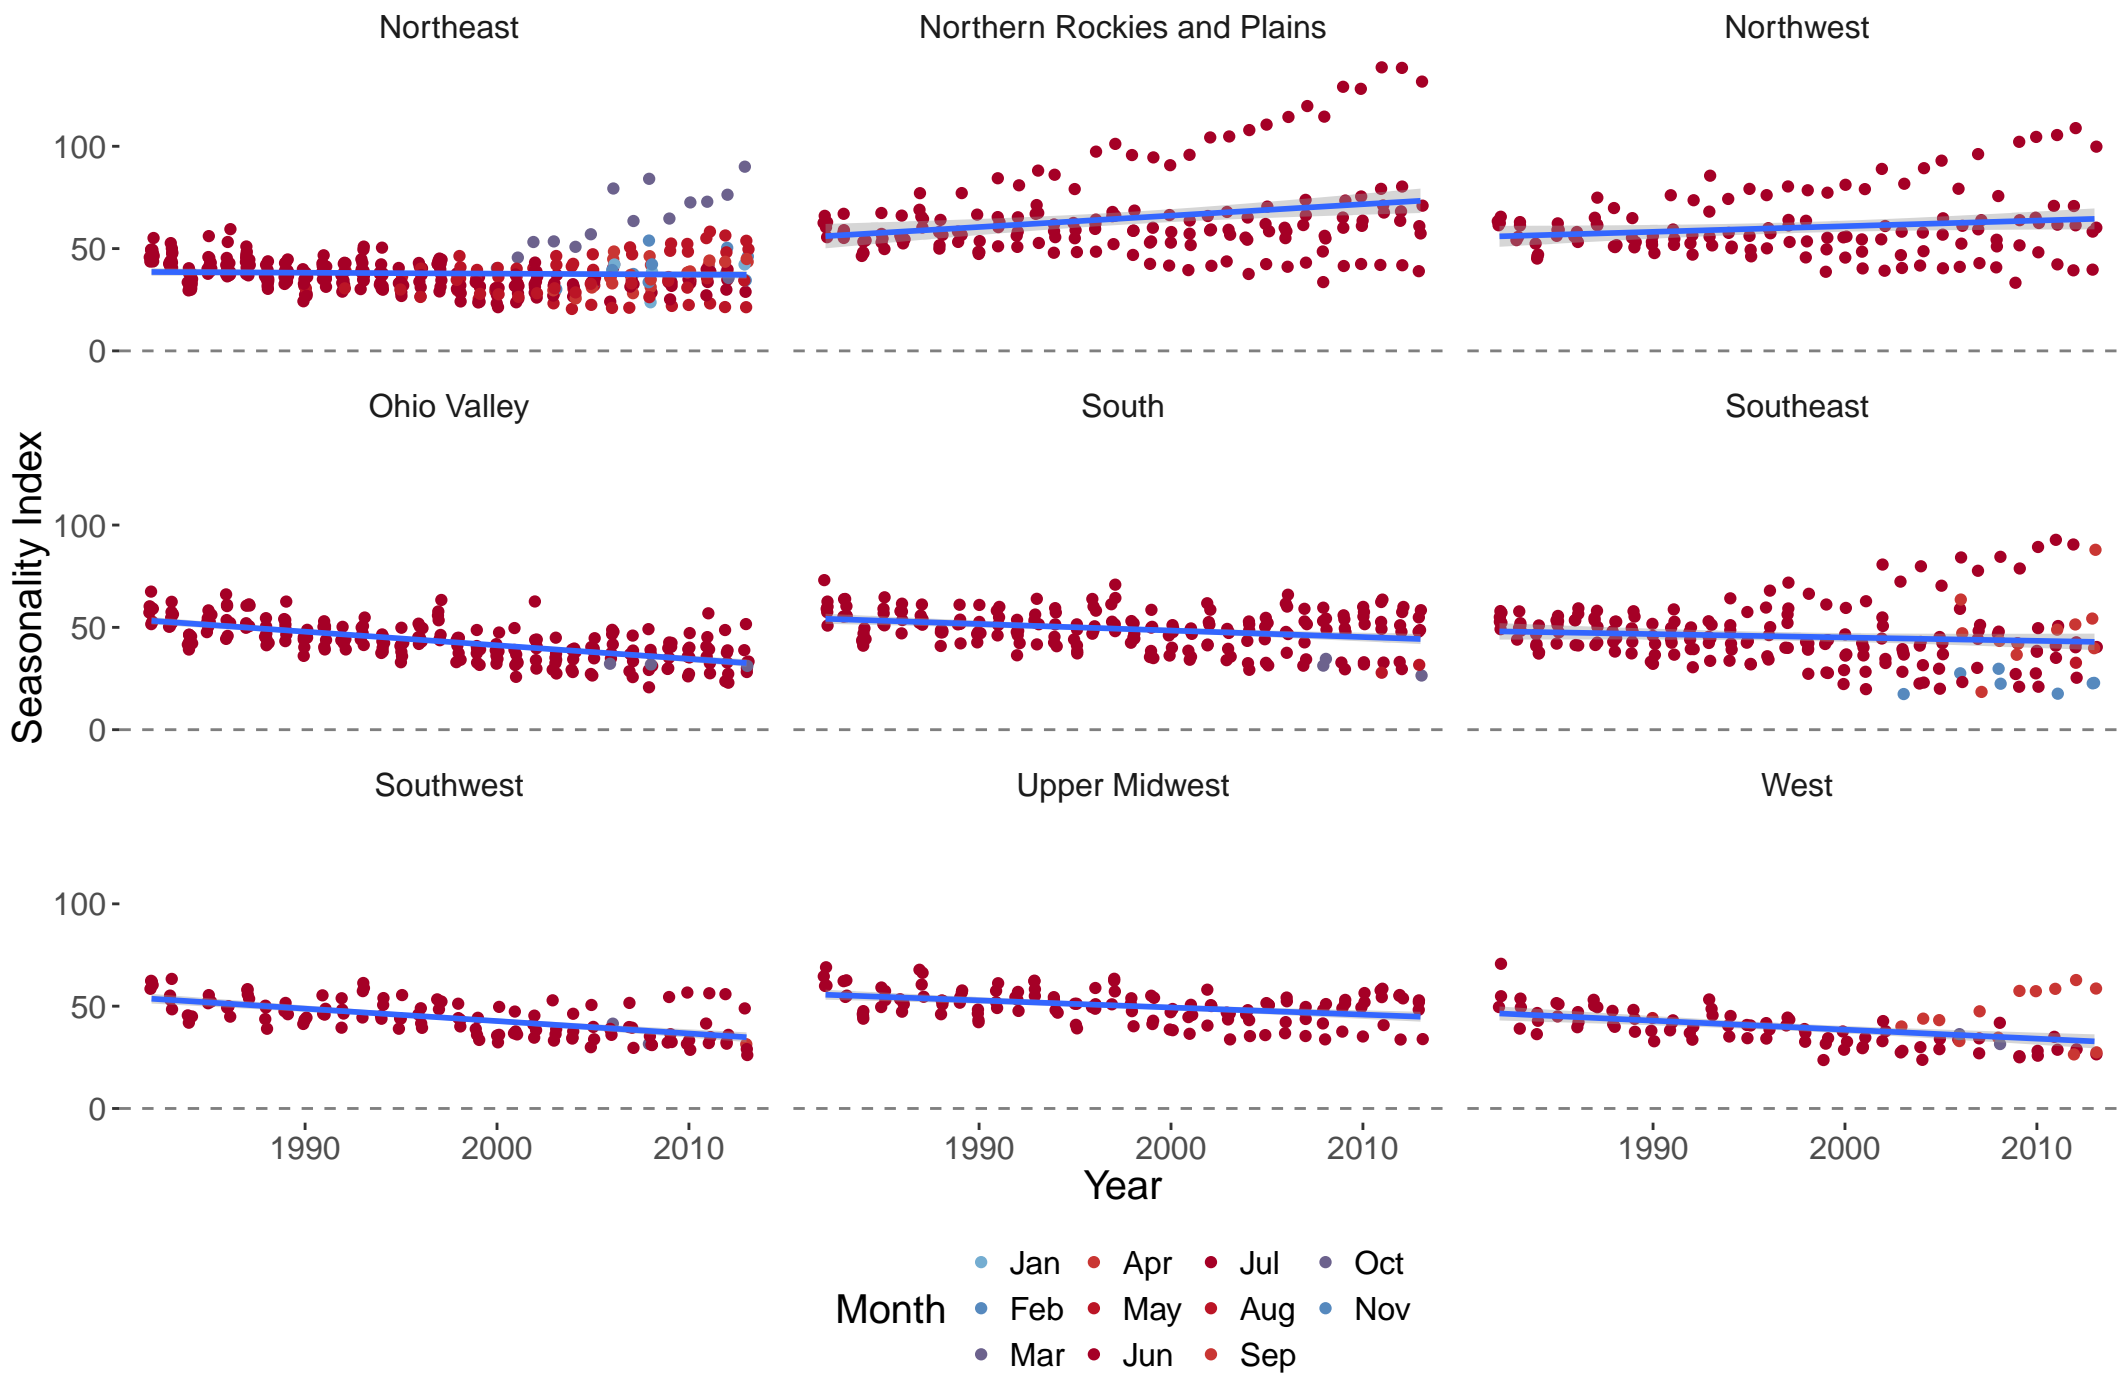 Northeast
Northern Rockies and Plains
Northwest
100
50
0
Ohio Valley
South
Southeast
100
50
0
Seasonality Index
Southwest
Upper Midwest
West
100
50
0
1990 2000 2010
1990 2000 2010
1990 2000 2010
Year
Month
Jan Apr Jul Oct
Feb May Aug Nov
Mar Jun Sep